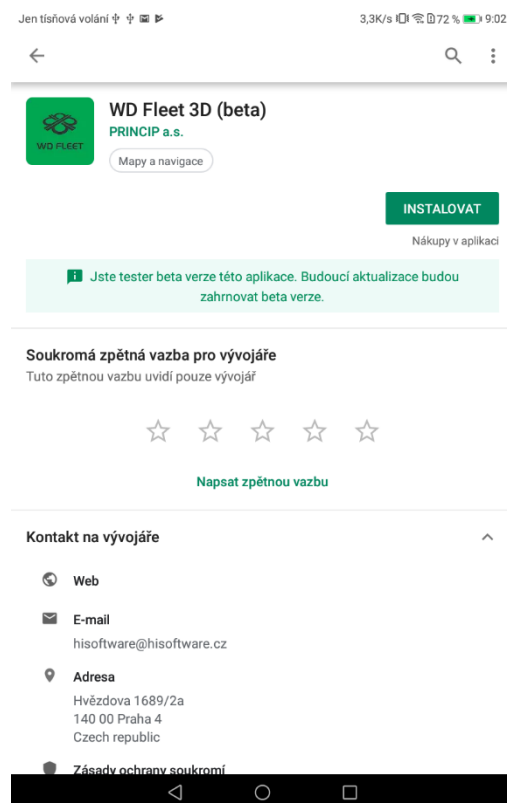 Jen tísňová volání
3,3K/s 72 % 9:02
WD FLEET
WD Fleet 3D (beta)
PRINCIP a.s.
Mapy a navigace
INSTALOVAT
Nákupy v aplikaci
Jste tester beta verze této aplikace. Budoucí aktualizace budou
zahrnovat beta verze.
Soukromá zpětná vazba pro vývojáře
Tuto zpětnou vazbu uvidí pouze vývojář
Napsat zpětnou vazbu
Kontakt na vývojáře
Web
E-mail
hisoftware@hisoftware.cz
Adresa
Hvězdova 1689/2a
140 00 Praha 4
Czech republic
Zásady ochrany soukromí